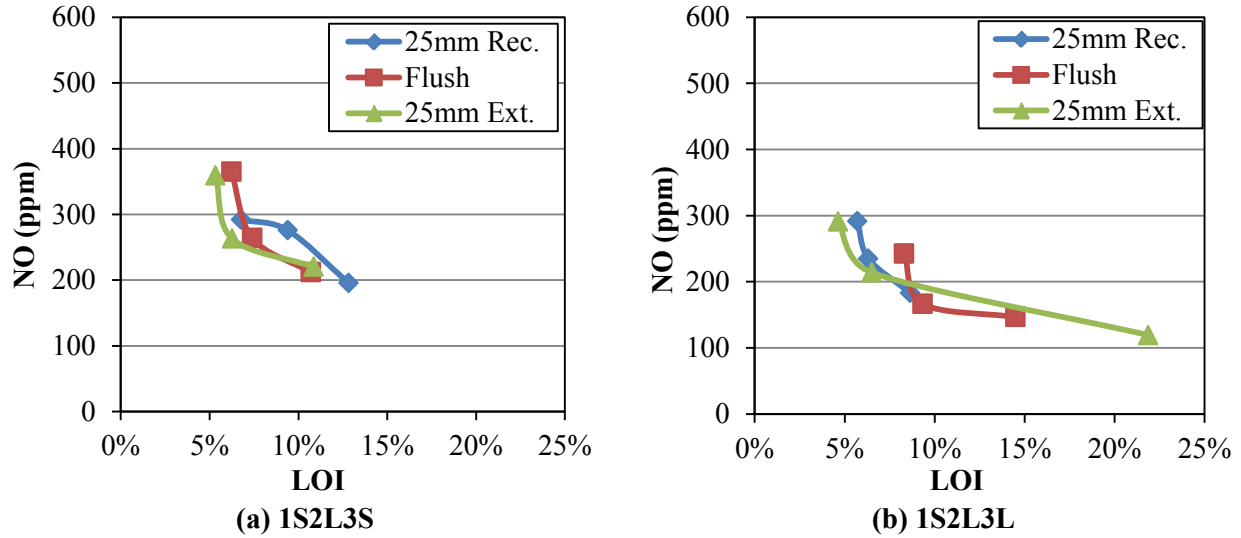 600
500
400
300
200
100
0
NO (ppm)
25mm Rec.
Flush
25mm Ext.
0% 5% 10% 15% 20% 25%
LOI
(a) 1S2L3S
600
500
400
300
200
100
0
NO (ppm)
25mm Rec.
Flush
25mm Ext.
0% 5% 10% 15% 20% 25%
LOI
(b) 1S2L3L